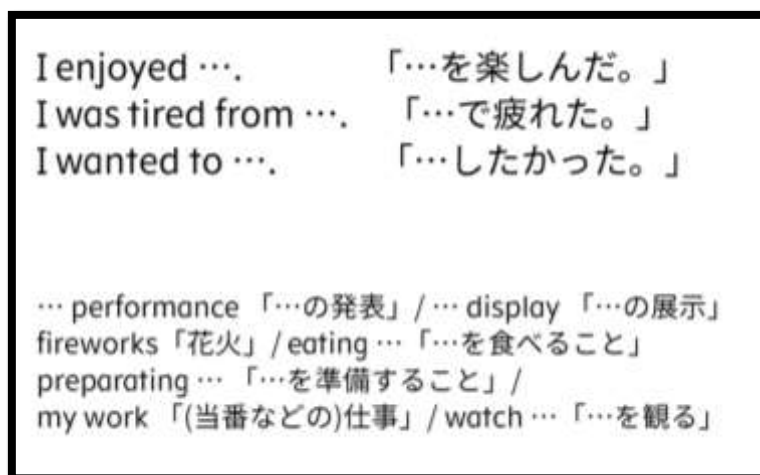 I enjoyed ….　「…を楽しんだ。」
I was tired from ….　「…で疲れた。」
I wanted to ….　「…したかった。」
… performance 「…の発表」 / … display 「…の展示」
fireworks「花火」 / eating … 「…を食べること」
preparating … 「…を準備すること」 /
my work 「(当番などの)仕事」 / watch … 「…を観る」